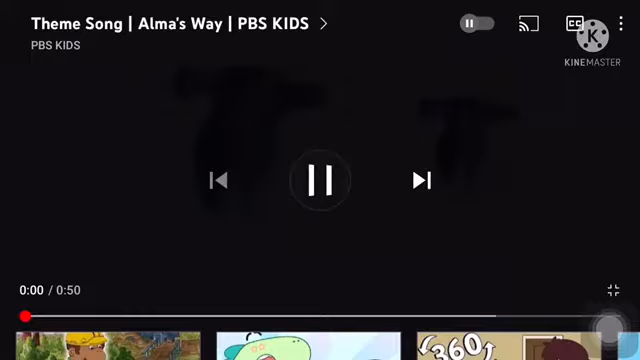 Theme Song | Alma's Way | PBS KIDS
PBS KIDS
CC
K
KINEMASTER
0:00 / 0:50
360